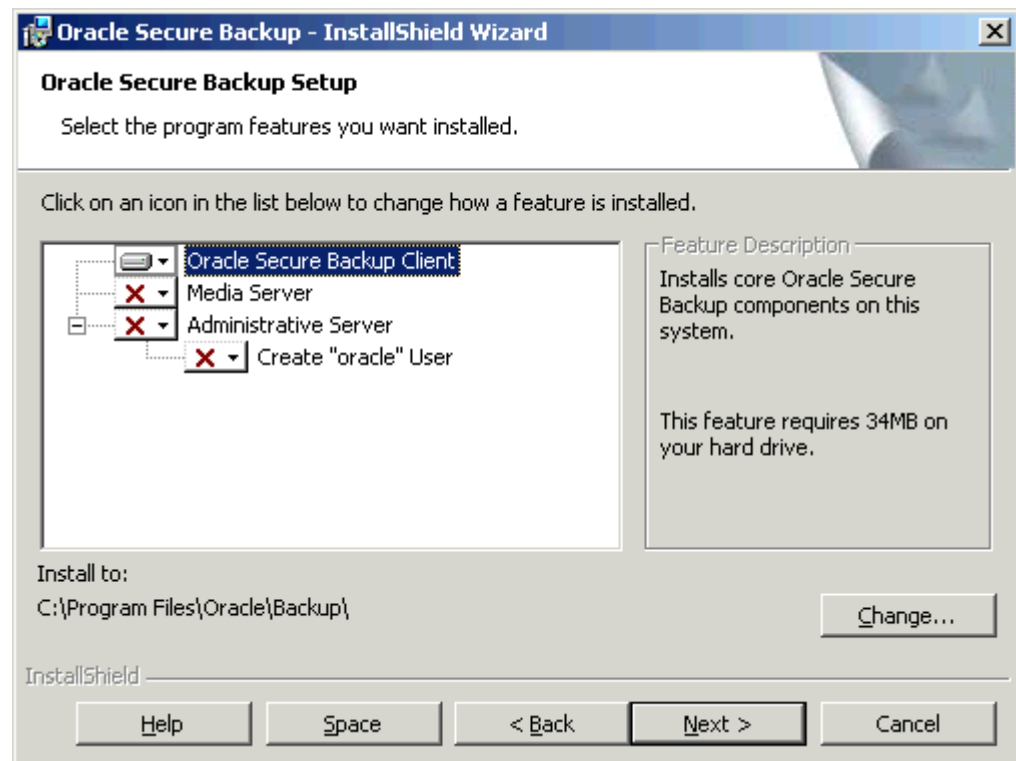 Oracle Secure Backup - InstallShield Wizard
Oracle Secure Backup Setup
Select the program features you want installed.
Click on an icon in the list below to change how a feature is installed.
Oracle Secure Backup Client
Media Server
Administrative Server
Create "oracle" User
Feature Description
Installs core Oracle Secure
Backup components on this
system.
This feature requires 34MB on
your hard drive.
Install to:
C:\Program Files\Oracle\Backup\
Change...
InstallShield
Help
Space
< Back
Next >
Cancel